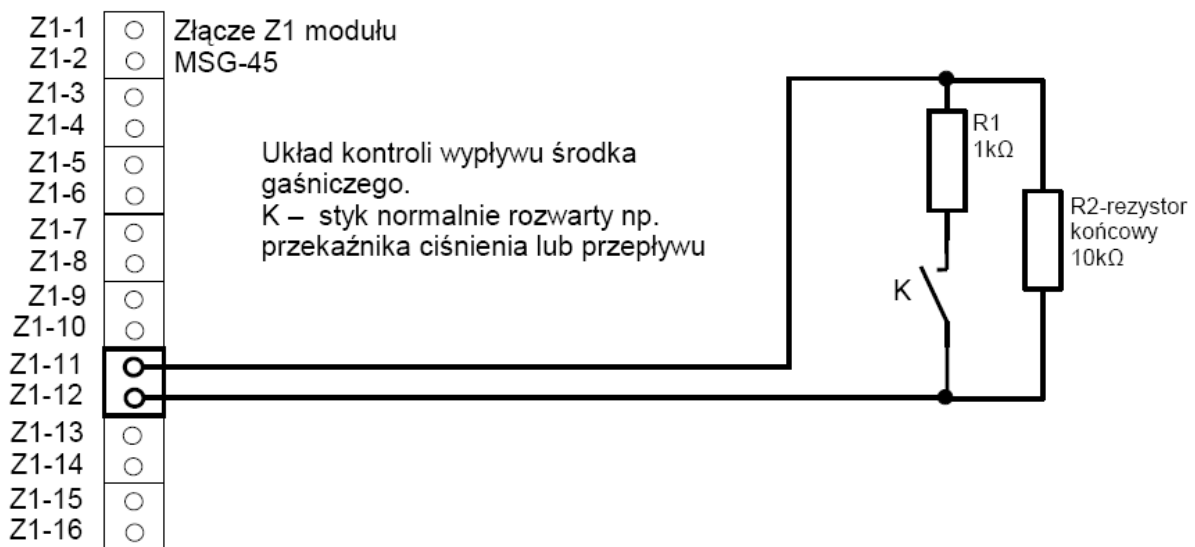 Z1-1
Z1-2
Z1-3
Z1-4
Z1-5
Z1-6
Z1-7
Z1-8
Z1-9
Z1-10
Z1-11
Z1-12
Z1-13
Z1-14
Z1-15
Z1-16
Złącze Z1 modułu
MSG-45
Układ kontroli wypływu środka
gaśniczego.
K – styk normalnie rozwarty np.
przekaźnika ciśnienia lub przepływu
R1
1kΩ
K
R2-rezystor
końcowy
10kΩ